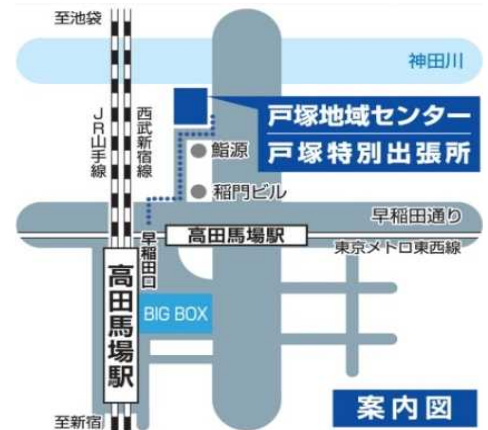 至池袋
神田川
JR山手線
西武新宿線
戸塚地域センター
戸塚特別出張所
鮨源
稲門ビル
早稲田通り
早稲田口
高田馬場駅
東京メトロ東西線
高田馬場駅
BIG BOX
案内図
至新宿